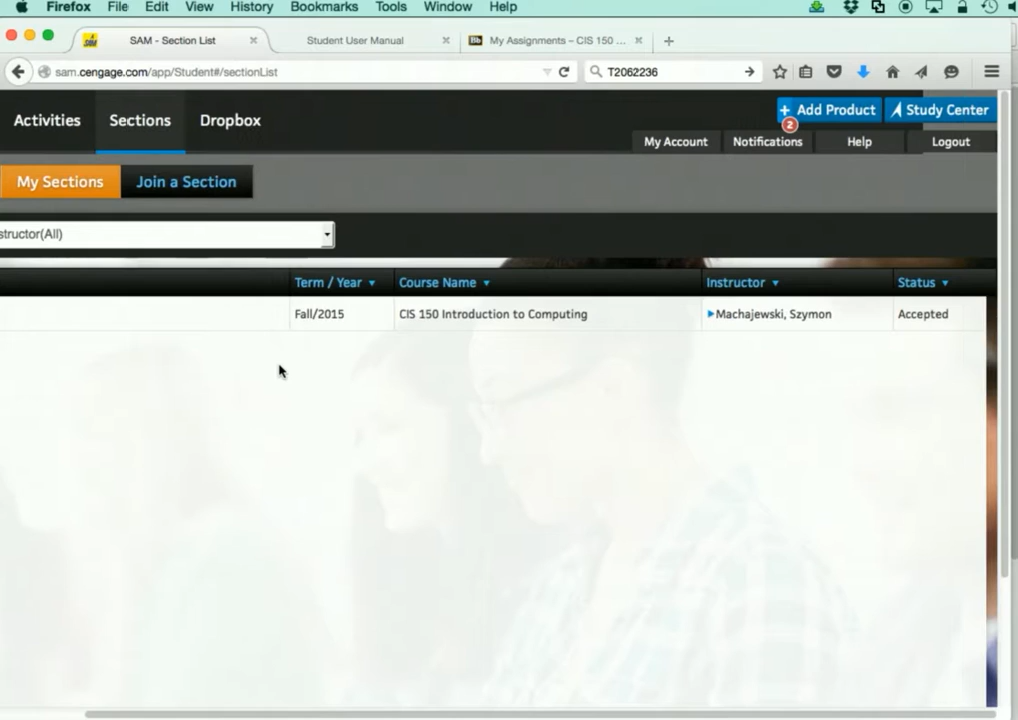 Firefox File Edit View History Bookmarks Tools Window Help
SAM - Section List × Student User Manual × Bb My Assignments – CIS 150 ... × +
sam.cengage.com/app/Student#/sectionList T2062236
Activities Sections Dropbox + Add Product Study Center
2
My Account Notifications Help Logout
My Sections Join a Section
structor(All)
Term / Year Course Name Instructor Status
Fall/2015 CIS 150 Introduction to Computing Machajewski, Szymon Accepted